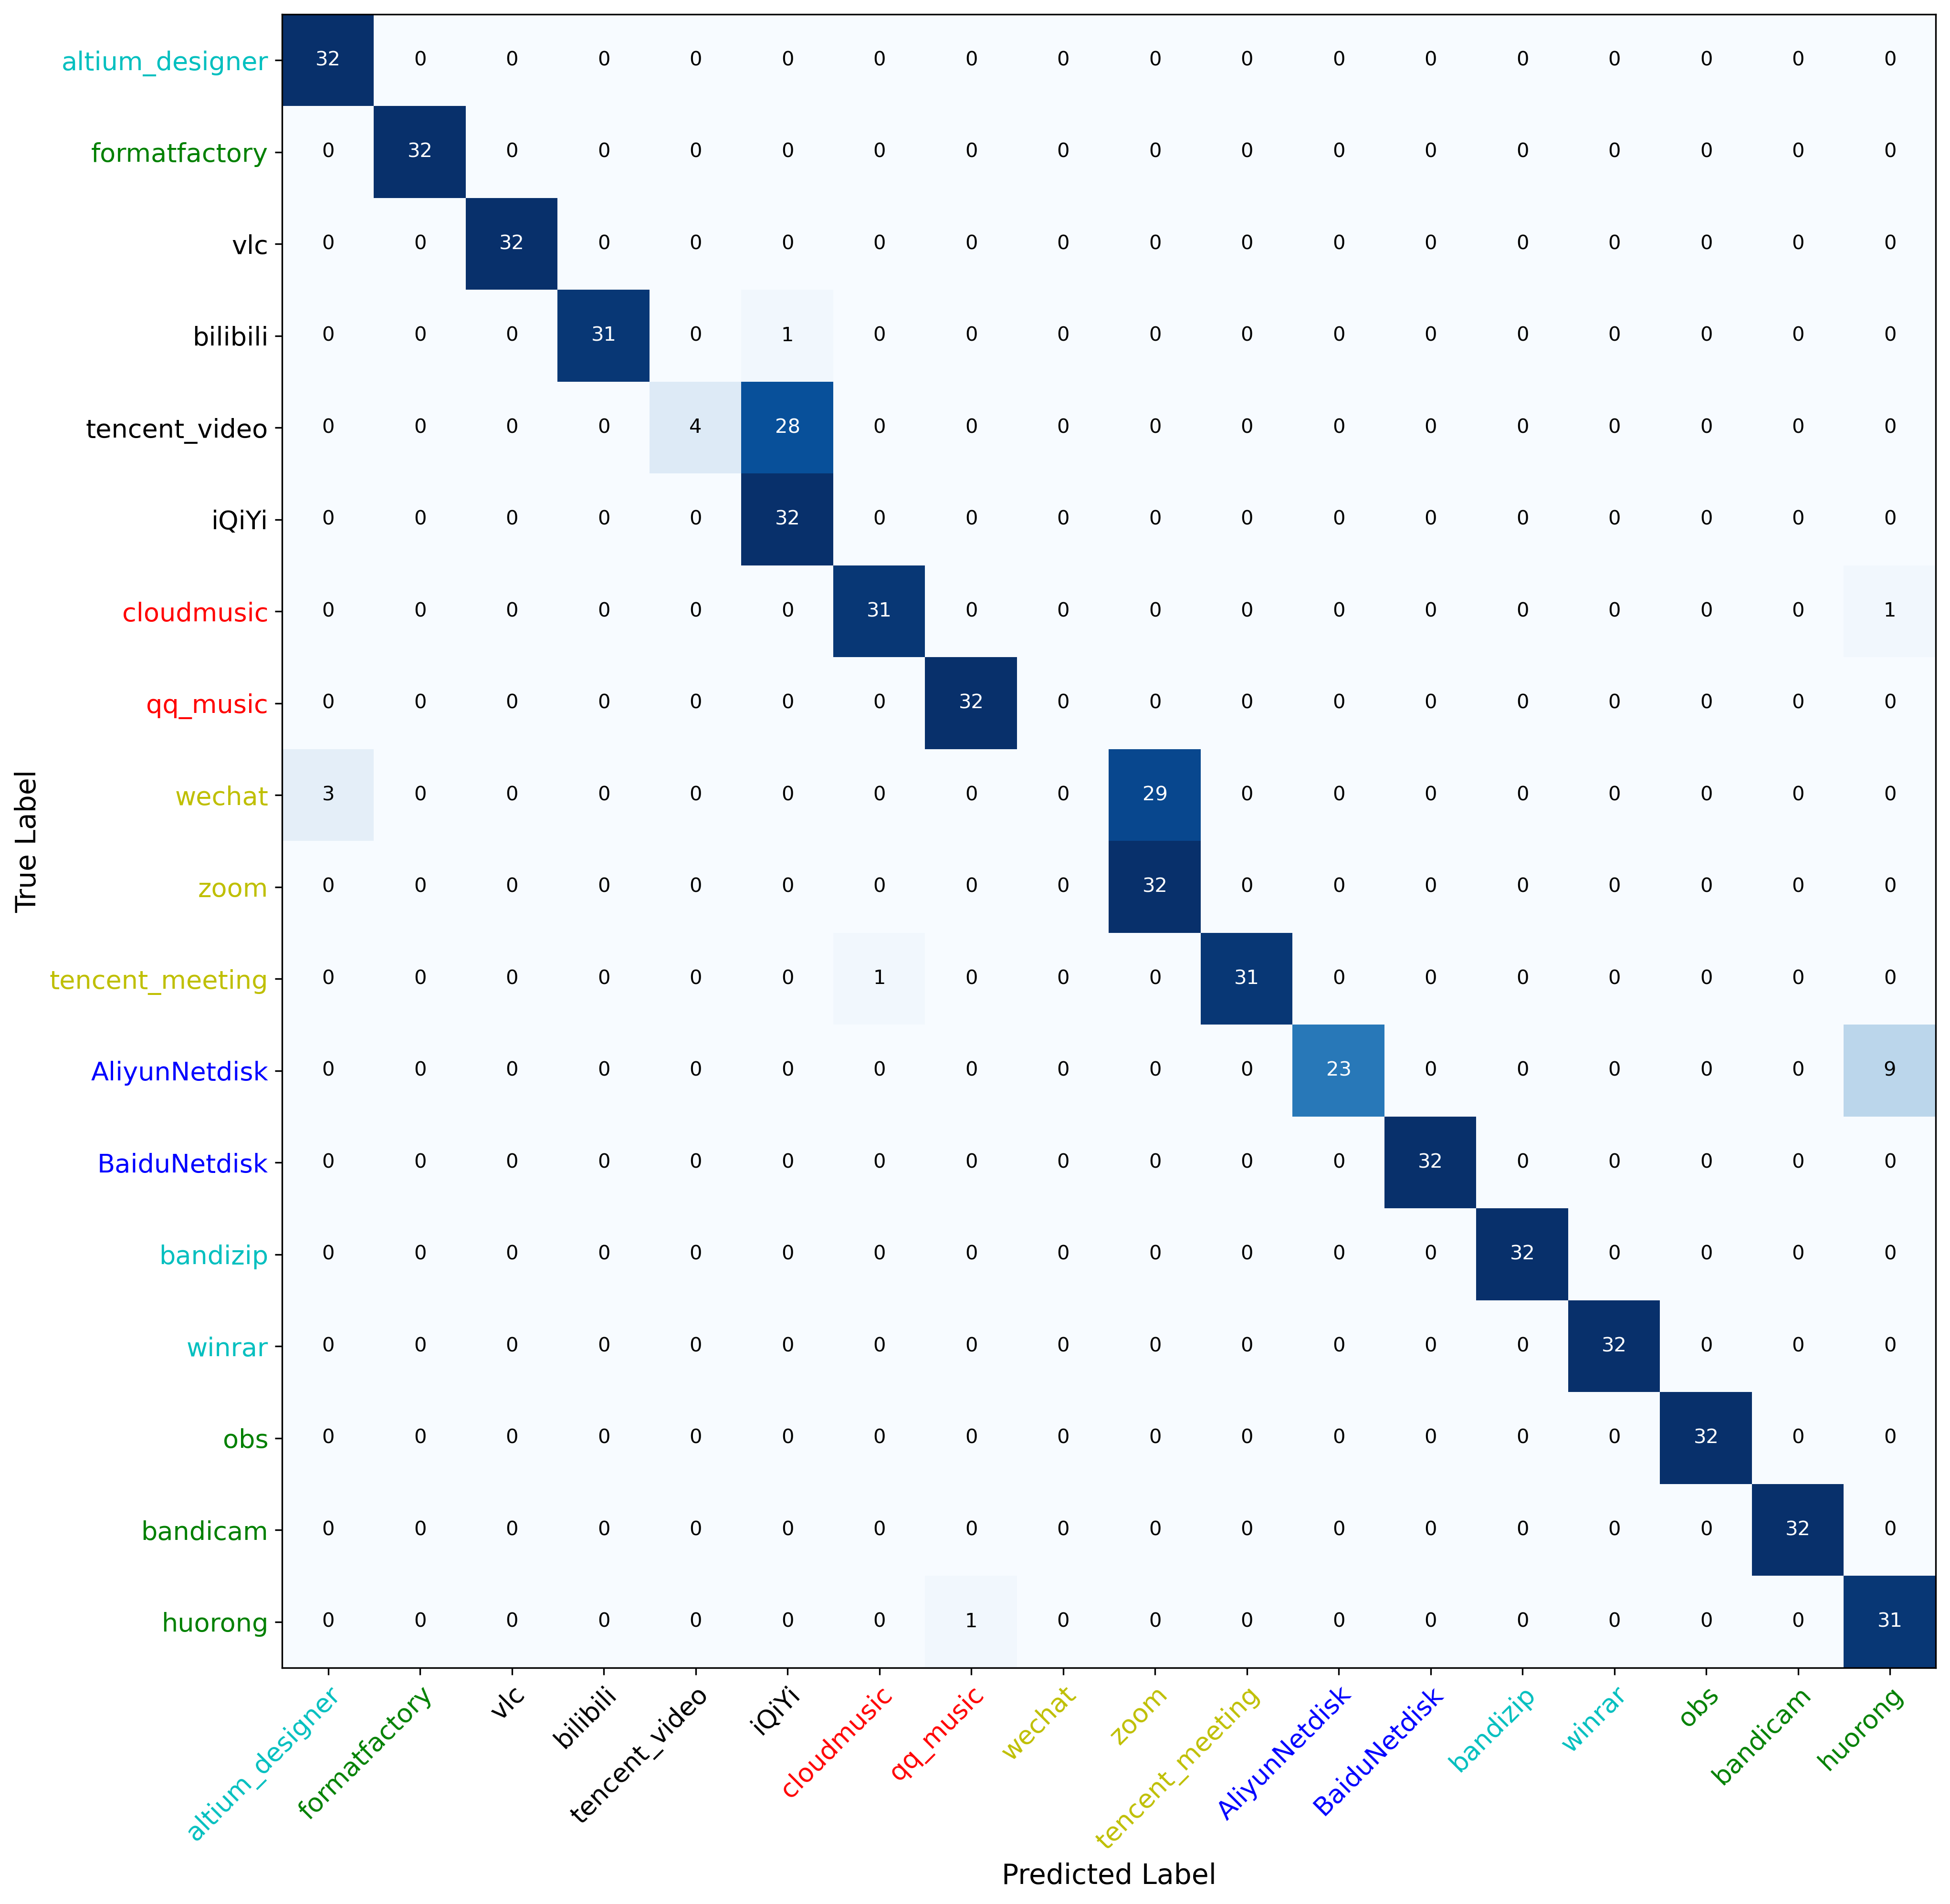 altium_designer 32 0 0 0 0 0 0 0 0 0 0 0 0 0 0 0 0 0
formatfactory 0 32 0 0 0 0 0 0 0 0 0 0 0 0 0 0 0 0
vlc 0 0 32 0 0 0 0 0 0 0 0 0 0 0 0 0 0 0
bilibili 0 0 0 31 0 1 0 0 0 0 0 0 0 0 0 0 0 0
tencent_video 0 0 0 0 4 28 0 0 0 0 0 0 0 0 0 0 0 0
iQiYi 0 0 0 0 0 32 0 0 0 0 0 0 0 0 0 0 0 0
cloudmusic 0 0 0 0 0 0 31 0 0 0 0 0 0 0 0 0 0 1
qq_music 0 0 0 0 0 0 0 32 0 0 0 0 0 0 0 0 0 0
wechat 3 0 0 0 0 0 0 0 0 29 0 0 0 0 0 0 0 0
zoom 0 0 0 0 0 0 0 0 0 32 0 0 0 0 0 0 0 0
tencent_meeting 0 0 0 0 0 0 1 0 0 0 31 0 0 0 0 0 0 0
AliyunNetdisk 0 0 0 0 0 0 0 0 0 0 0 23 0 0 0 0 0 9
BaiduNetdisk 0 0 0 0 0 0 0 0 0 0 0 0 32 0 0 0 0 0
bandizip 0 0 0 0 0 0 0 0 0 0 0 0 0 32 0 0 0 0
winrar 0 0 0 0 0 0 0 0 0 0 0 0 0 0 32 0 0 0
obs 0 0 0 0 0 0 0 0 0 0 0 0 0 0 0 32 0 0
bandicam 0 0 0 0 0 0 0 0 0 0 0 0 0 0 0 0 32 0
huorong 0 0 0 0 0 0 0 1 0 0 0 0 0 0 0 0 0 31
True Label
altium_designer
formatfactory
vlc
bilibili
tencent_video
iQiYi
cloudmusic
qq_music
wechat
zoom
tencent_meeting
AliyunNetdisk
BaiduNetdisk
bandizip
winrar
obs
bandicam
huorong
Predicted Label